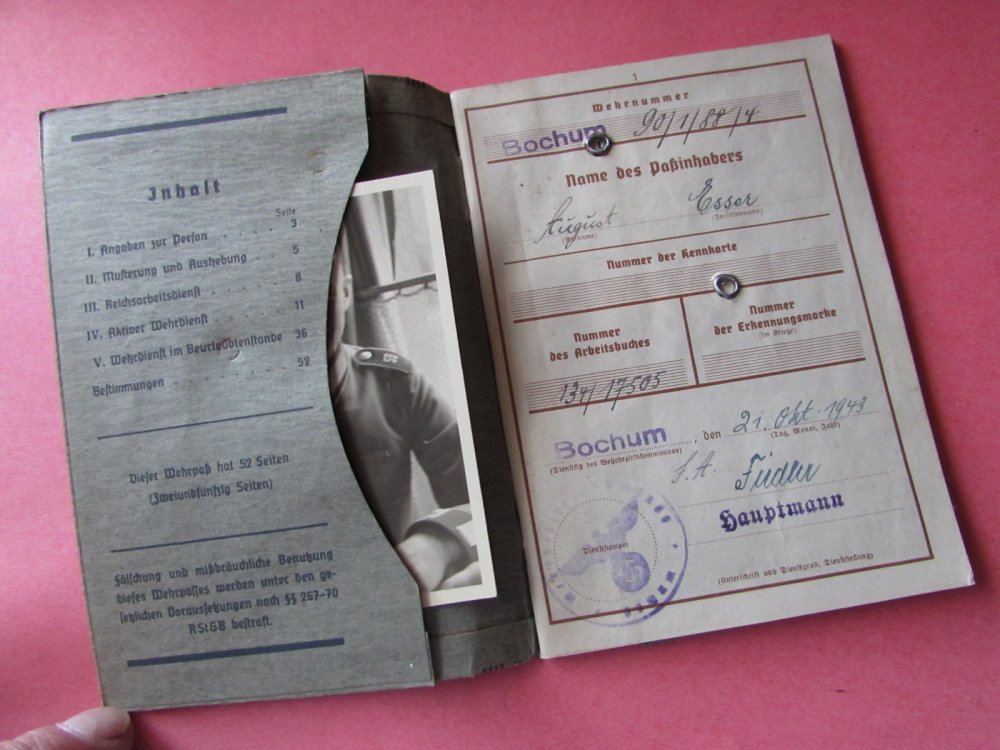 Inhalt
Seite
I. Angaben zur Person . . . . 3
II. Musterung und Aushebung . . 5
III. Reichsarbeitsdienst . . . . . 8
IV. Aktiver Wehrdienst . . . . . 11
V. Wehrdienst im Beurlaubtenstande 36
Bestimmungen . . . . . . . 52
Dieser Wehrpaß hat 52 Seiten
(Zweiundfünfzig Seiten)
Fälschung und mißbräuchliche Benutzung
dieses Wehrpasses werden unter den ge-
setzlichen Voraussetzungen nach §§ 267-70
RStGB bestraft.
1
Wehrnummer
Bochum 90/1/88/4
Name des Paßinhabers
August Esser
(Vorname) (Familienname)
Nummer der Kennkarte
Nummer
des Arbeitsbuches
Nummer
der Erkennungsmarke
(im Kriege)
134/17505
Bochum, den 21. Okt. 1943
(Dienstsitz des Wehrbezirkskommandos) (Tag, Monat, Jahr)
Hauptmann
Dienststempel
(Unterschrift und Dienstgrad, Dienststellung)